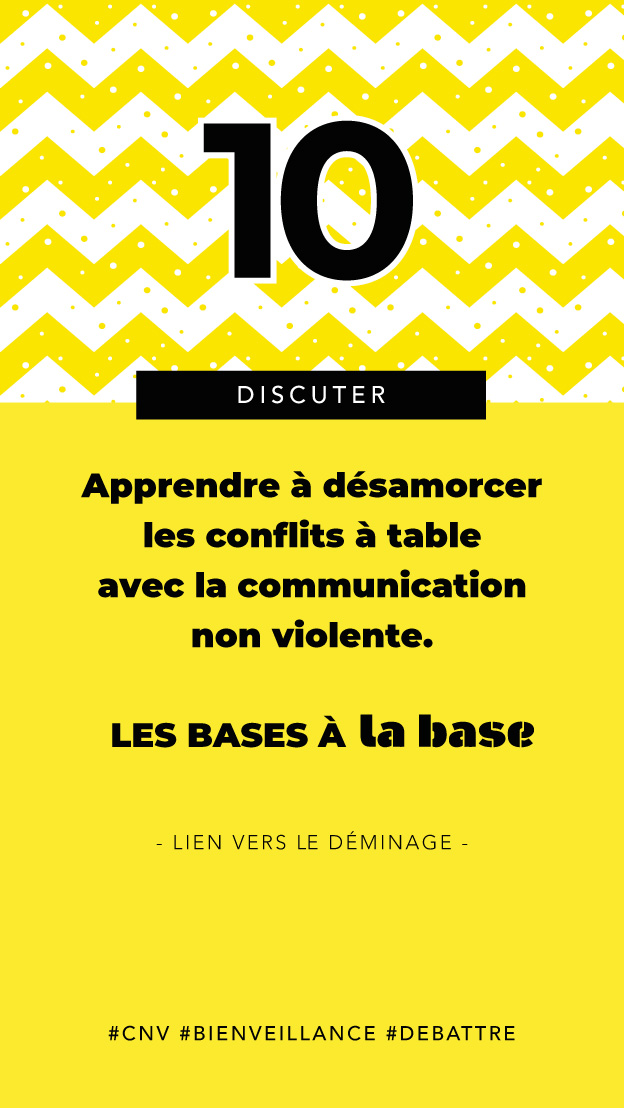 10
DISCUTER
Apprendre à désamorcer
les conflits à table
avec la communication
non violente.
LES BASES À la base
- LIEN VERS LE DÉMINAGE -
#CNV #BIENVEILLANCE #DEBATTRE